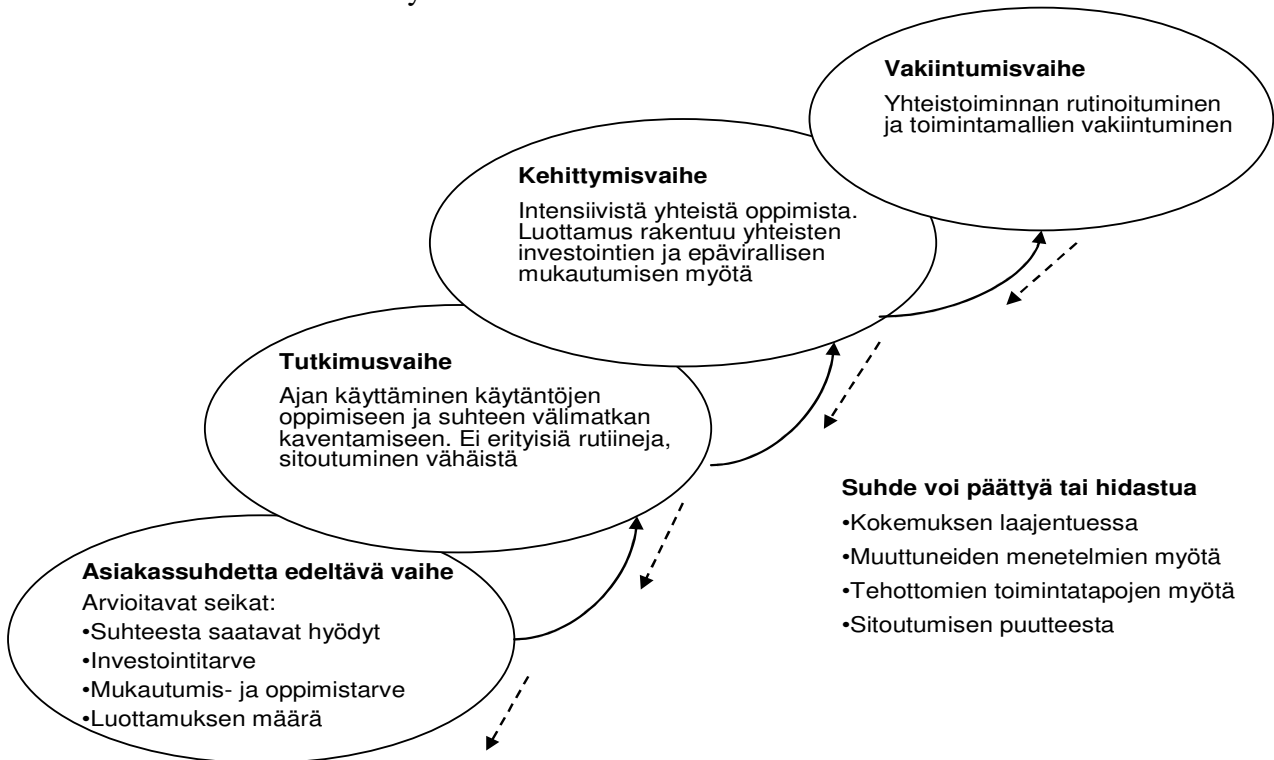 Vakiintumisvaihe
Yhteistoiminnan rutinoituminen
ja toimintamallien vakiintuminen
Kehittymisvaihe
Intensiivistä yhteistä oppimista.
Luottamus rakentuu yhteisten
investointien ja epävirallisen
mukautumisen myötä
Tutkimusvaihe
Ajan käyttäminen käytäntöjen
oppimiseen ja suhteen välimatkan
kaventamiseen. Ei erityisiä rutiineja,
sitoutuminen vähäistä
Asiakassuhdetta edeltävä vaihe
Arvioitavat seikat:
•Suhteesta saatavat hyödyt
•Investointitarve
•Mukautumis- ja oppimistarve
•Luottamuksen määrä
Suhde voi päättyä tai hidastua
•Kokemuksen laajentuessa
•Muuttuneiden menetelmien myötä
•Tehottomien toimintatapojen myötä
•Sitoutumisen puutteesta